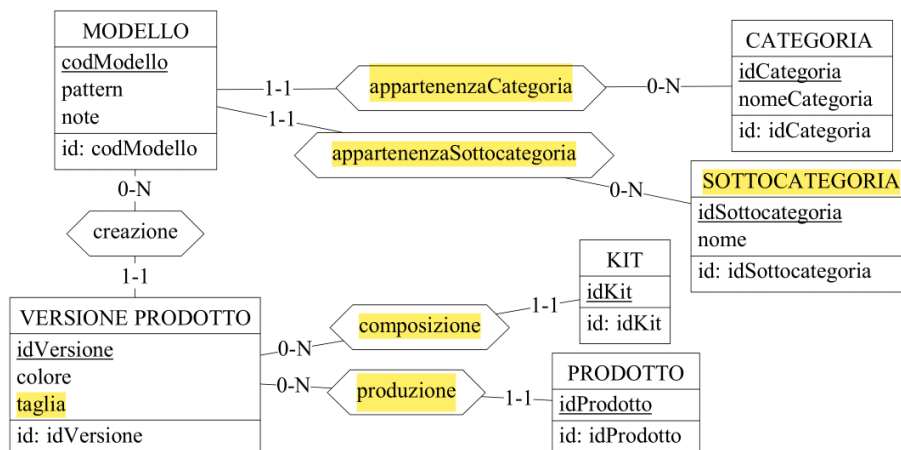 MODELLO
codModello
pattern
note
id: codModello
1-1
appartenenzaCategoria
0-N
CATEGORIA
idCategoria
nomeCategoria
id: idCategoria
1-1
appartenenzaSottocategoria
0-N
SOTTOCATEGORIA
idSottocategoria
nome
id: idSottocategoria
0-N
creazione
1-1
VERSIONE PRODOTTO
idVersione
colore
taglia
id: idVersione
0-N
composizione
1-1
KIT
idKit
id: idKit
0-N
produzione
1-1
PRODOTTO
idProdotto
id: idProdotto